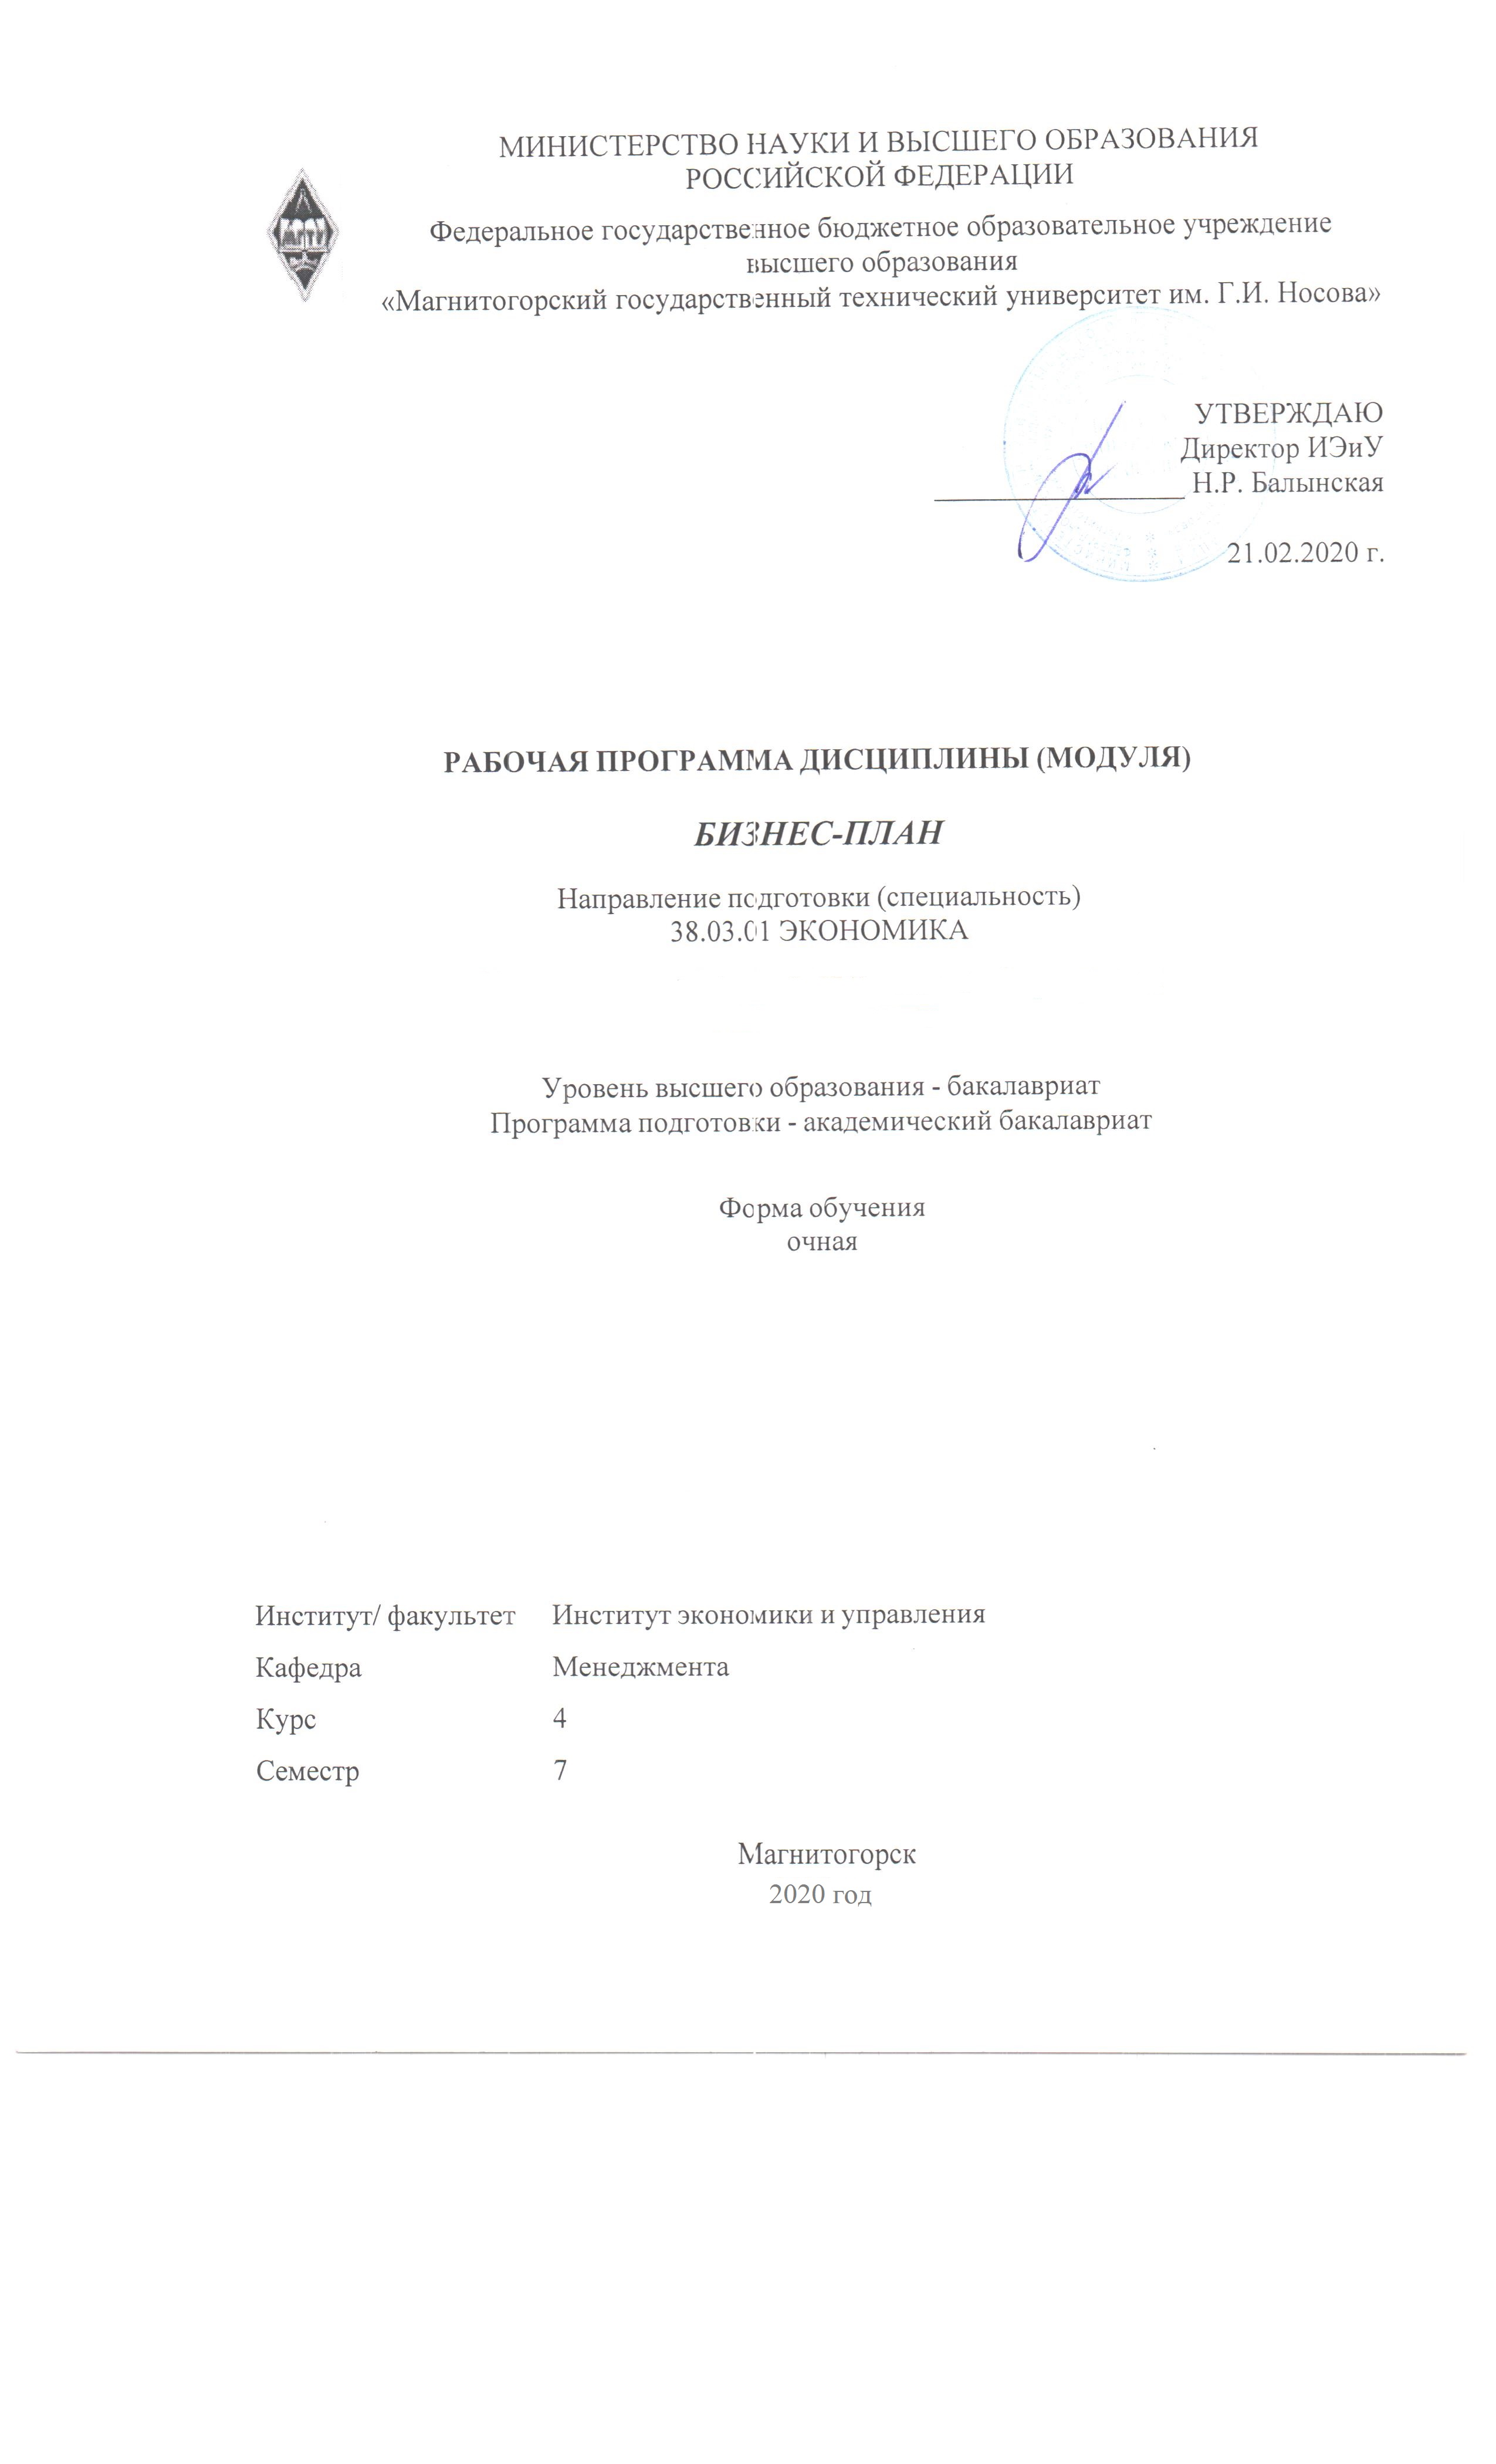 МИНИСТЕРСТВО НАУКИ И ВЫСШЕГО ОБРАЗОВАНИЯ
РОССИЙСКОЙ ФЕДЕРАЦИИ
Федеральное государственное бюджетное образовательное учреждение
высшего образования
«Магнитогорский государственный технический университет им. Г.И. Носова»
МГТУ
УТВЕРЖДАЮ
Директор ИЭиУ
Н.Р. Балынская
21.02.2020 г.
РАБОЧАЯ ПРОГРАММА ДИСЦИПЛИНЫ (МОДУЛЯ)
БИЗНЕС-ПЛАН
Направление подготовки (специальность)
38.03.01 ЭКОНОМИКА
Уровень высшего образования - бакалавриат
Программа подготовки - академический бакалавриат
Форма обучения
очная
Институт/ факультет Институт экономики и управления
Кафедра Менеджмента
Курс 4
Семестр 7
Магнитогорск
2020 год